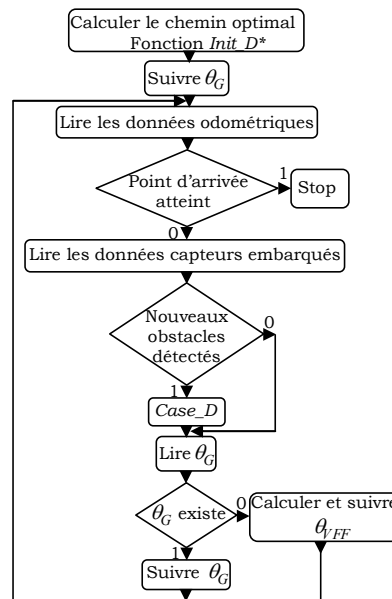 Calculer le chemin optimal
Fonction Init_D*
Suivre θG
Lire les données odométriques
Point d'arrivée
atteint
1
Stop
0
Lire les données capteurs embarqués
Nouveaux
obstacles
détectés
0
1
Case_D
Lire θG
θG existe
0
Calculer et suivre
θVFF
1
Suivre θG